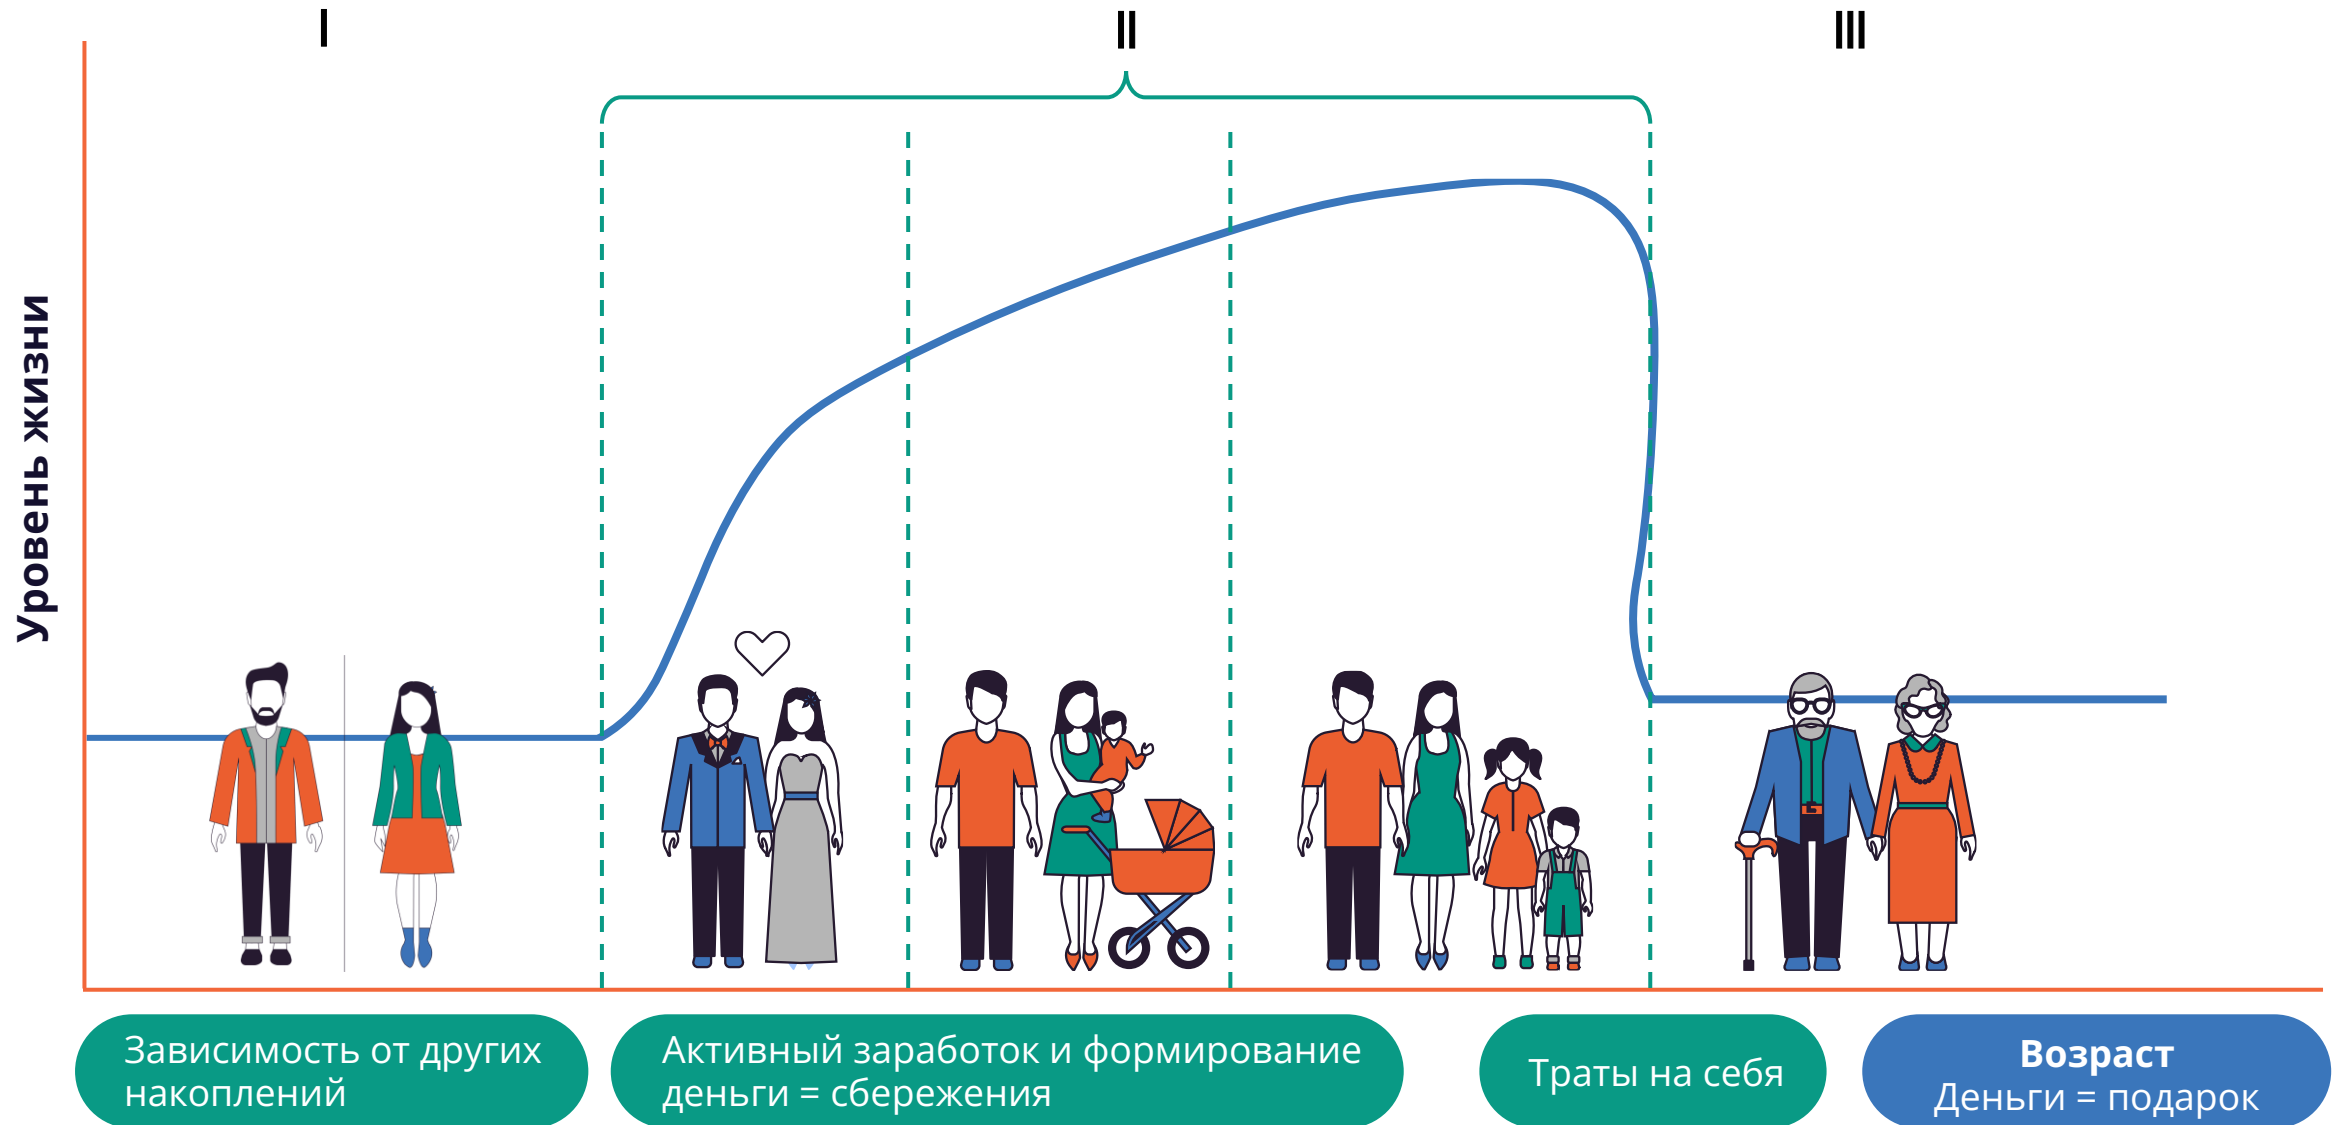 I
II
III
Уровень жизни
Зависимость от других
накоплений
Активный заработок и формирование
деньги = сбережения
Траты на себя
Возраст
Деньги = подарок